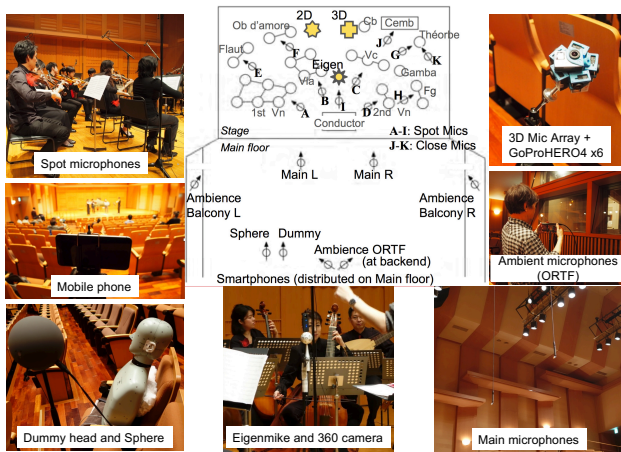 2D
3D
Ob d'amore
Cb
Cemb
Théorbe
Flaut
F
J
G
K
E
Eigen
Vc
Gamba
Vla
C
B
I
H
Fg
A
D
1st Vn
2nd Vn
Conductor
Stage
Main floor
A-I: Spot Mics
J-K: Close Mics
Main L
Main R
Ambience
Balcony L
Ambience
Balcony R
Sphere
Dummy
Ambience ORTF
(at backend)
Smartphones (distributed on Main floor)
Spot microphones
Mobile phone
Dummy head and Sphere
Eigenmike and 360 camera
3D Mic Array +
GoProHERO4 x6
Ambient microphones
(ORTF)
Main microphones